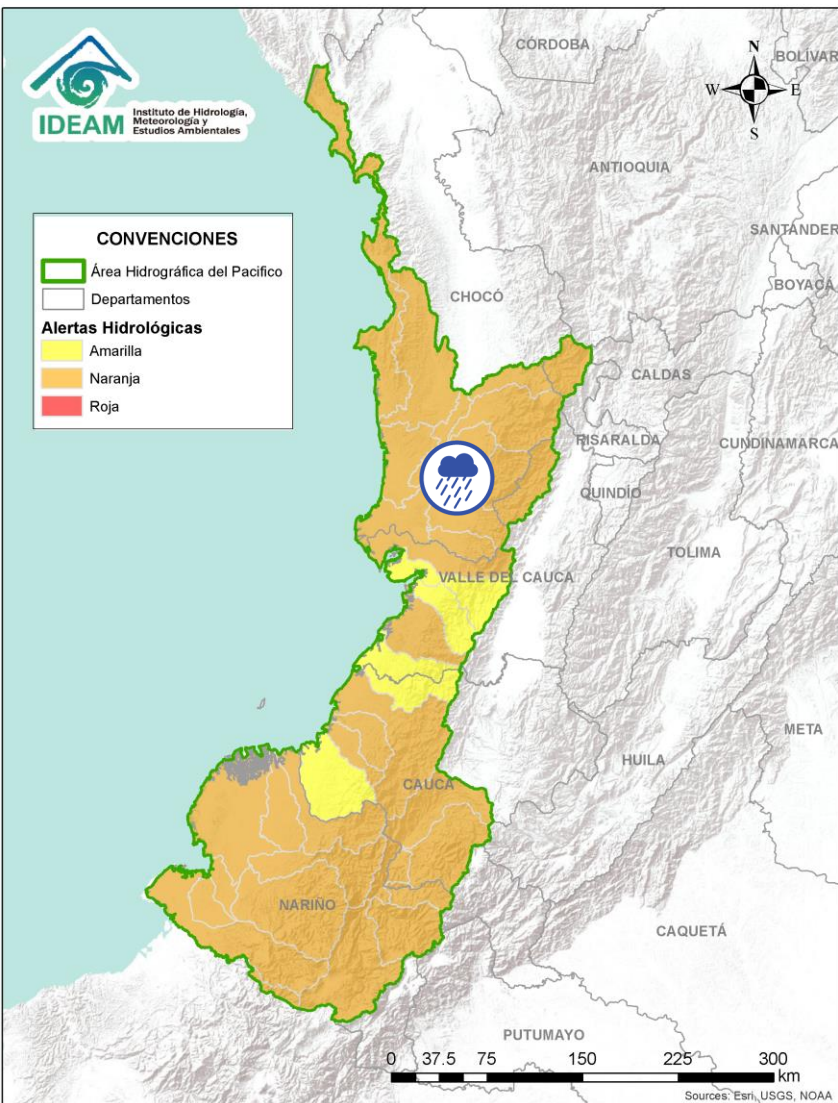 IDEAM
Instituto de Hidrología,
Meteorología y
Estudios Ambientales
CONVENCIONES
Área Hidrográfica del Pacifico
Departamentos
Alertas Hidrológicas
Amarilla
Naranja
Roja
N
W E
S
CÓRDOBA
BOLÍVAR
ANTIOQUIA
SANTANDER
BOYACÁ
CHOCÓ
CALDAS
RISARALDA
CUNDINAMARCA
QUINDÍO
TOLIMA
VALLE DEL CAUCA
META
HUILA
CAUCA
NARIÑO
CAQUETÁ
PUTUMAYO
0 37.5 75 150 225 300
km
Sources: Esri, USGS, NOAA